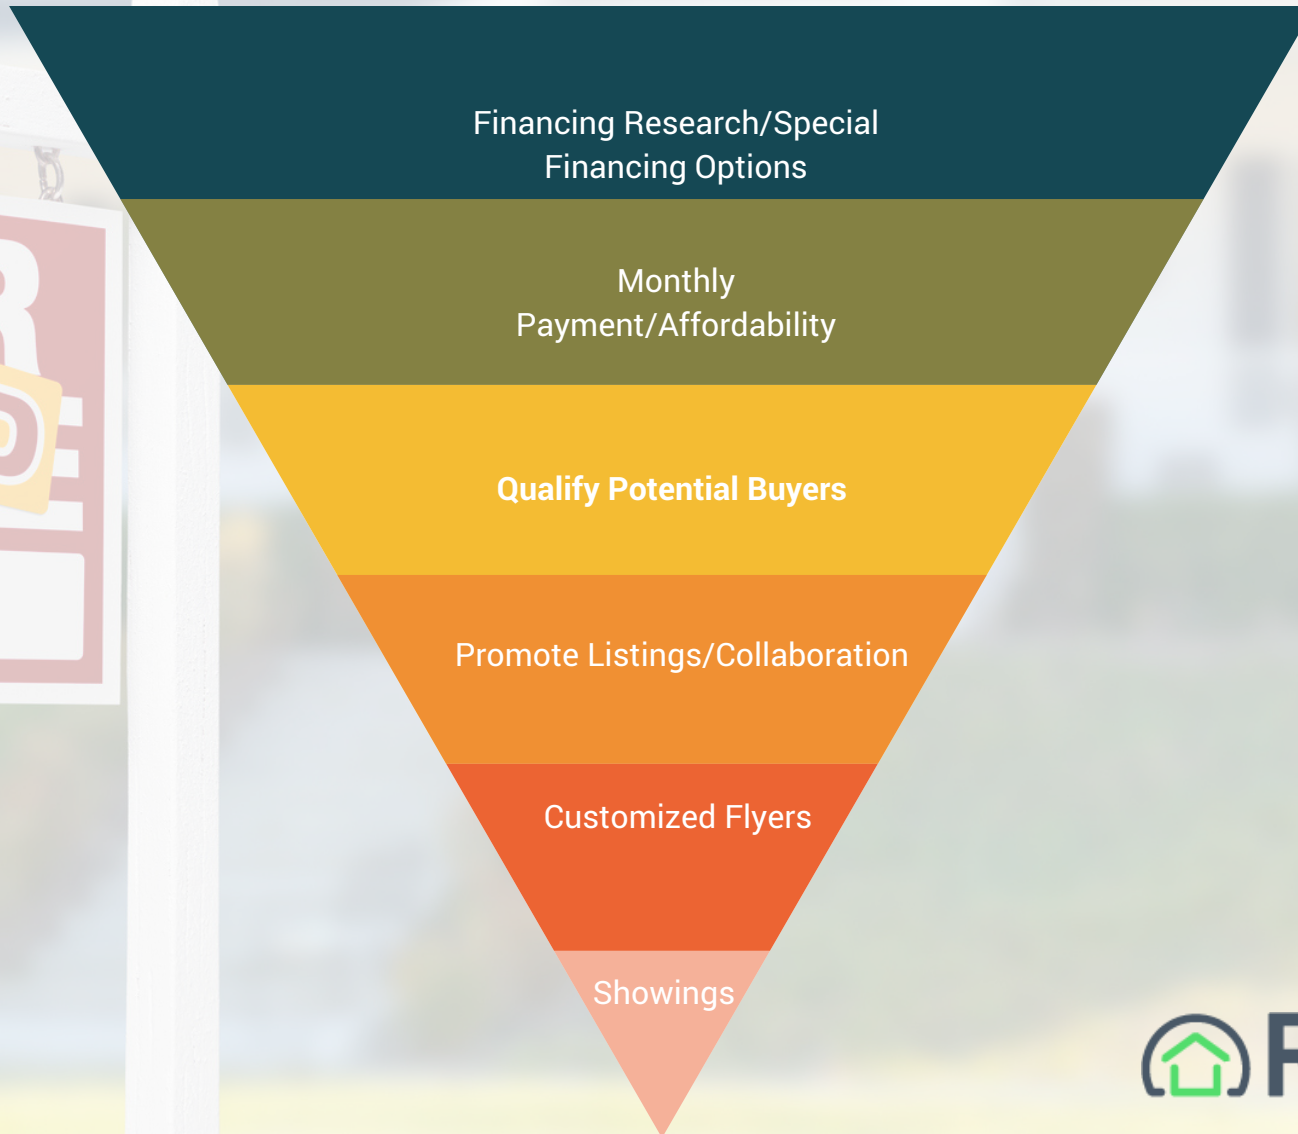 Financing Research/Special
Financing Options
Monthly
Payment/Affordability
Qualify Potential Buyers
Promote Listings/Collaboration
Customized Flyers
Showings